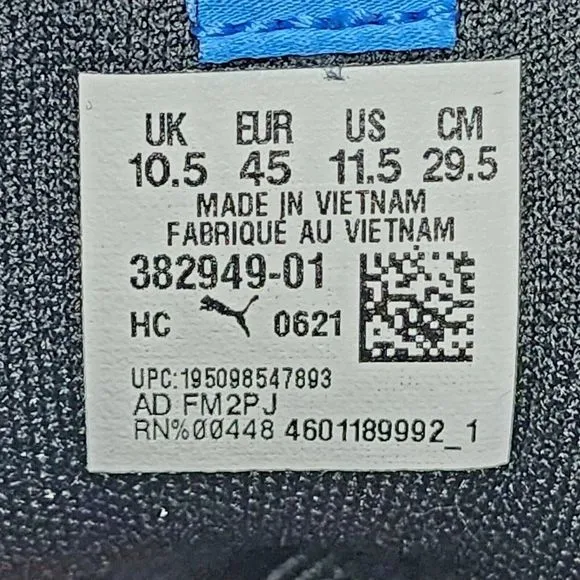 UK EUR US CM
10.5 45 11.5 29.5
MADE IN VIETNAM
FABRIQUÉ AU VIETNAM
382949-01
HC 0621
UPC:195098547893
AD FM2PJ
RN%00448 4601189992_1